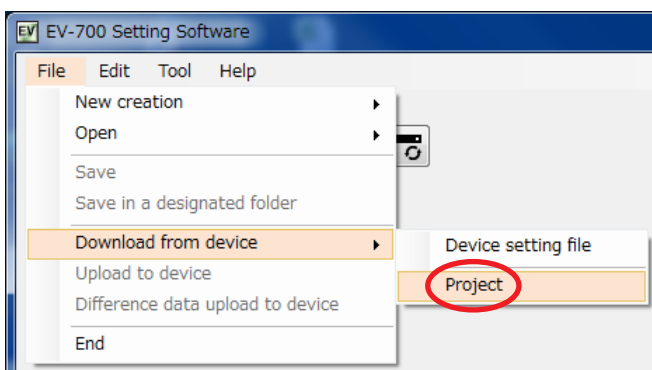 EV EV-700 Setting Software
File Edit Tool Help
New creation
Open
Save
Save in a designated folder
Download from device
Device setting file
Upload to device
Project
Difference data upload to device
End